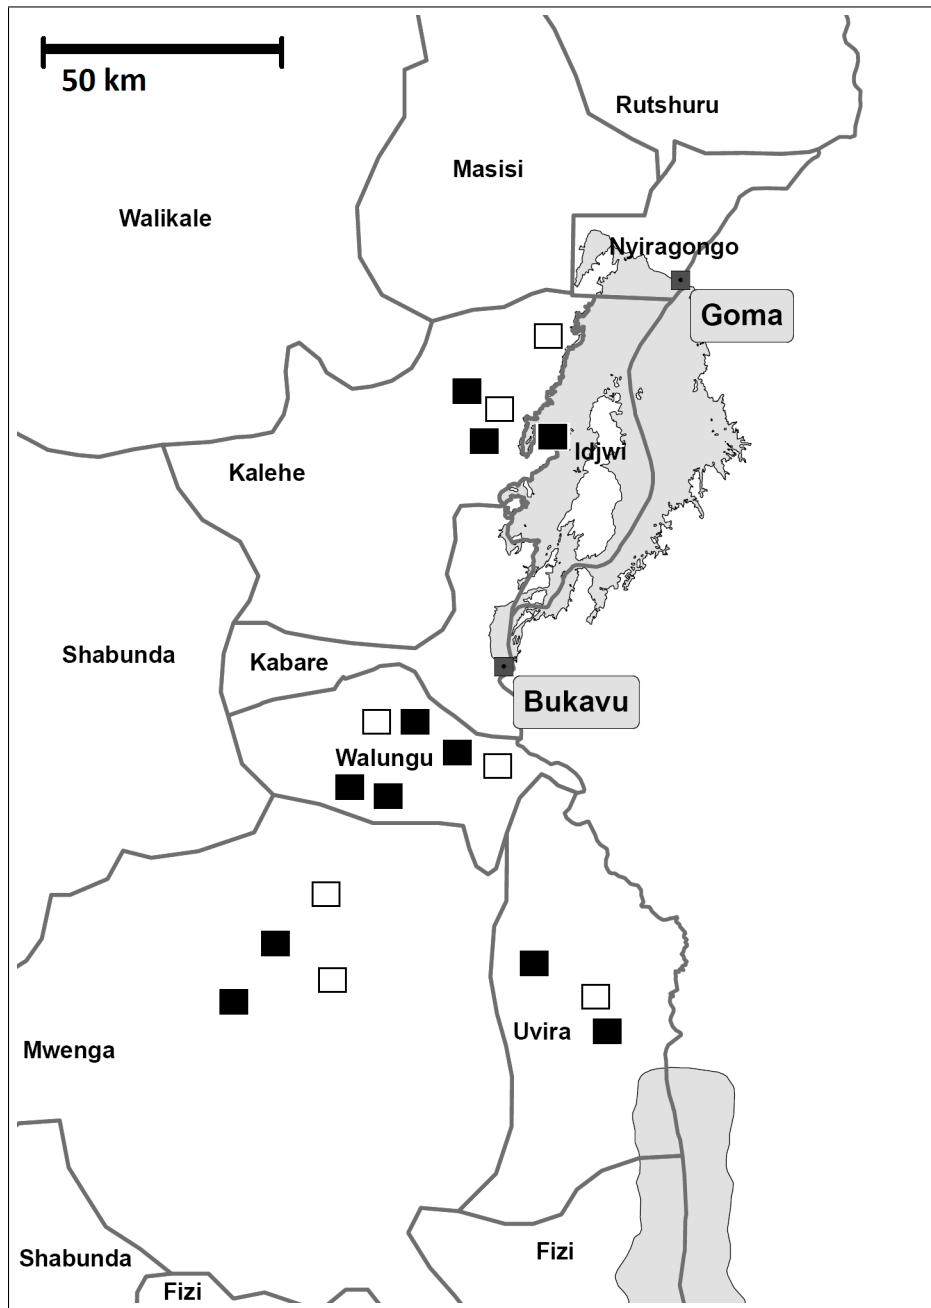 50 km
Rutshuru
Masisi
Walikale
Nyiragongo
Goma
Idjwi
Kalehe
Shabunda
Kabare
Bukavu
Walungu
Uvira
Mwenga
Fizi
Shabunda
Fizi